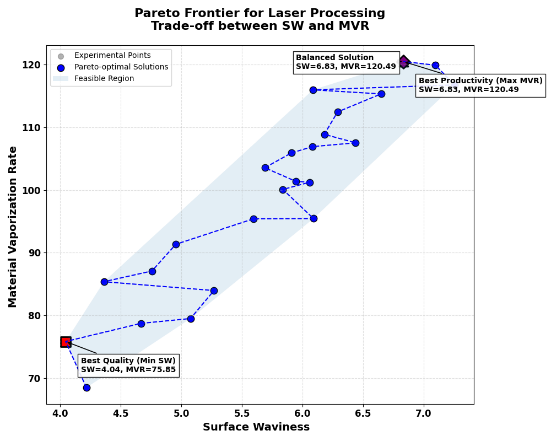 Pareto Frontier for Laser Processing
Trade-off between SW and MVR
Experimental Points
Pareto-optimal Solutions
Feasible Region
Balanced Solution
SW=6.83, MVR=120.49
Best Productivity (Max MVR)
SW=6.83, MVR=120.49
Best Quality (Min SW)
SW=4.04, MVR=75.85
Material Vaporization Rate
120
110
100
90
80
70
4.0 4.5 5.0 5.5 6.0 6.5 7.0
Surface Waviness